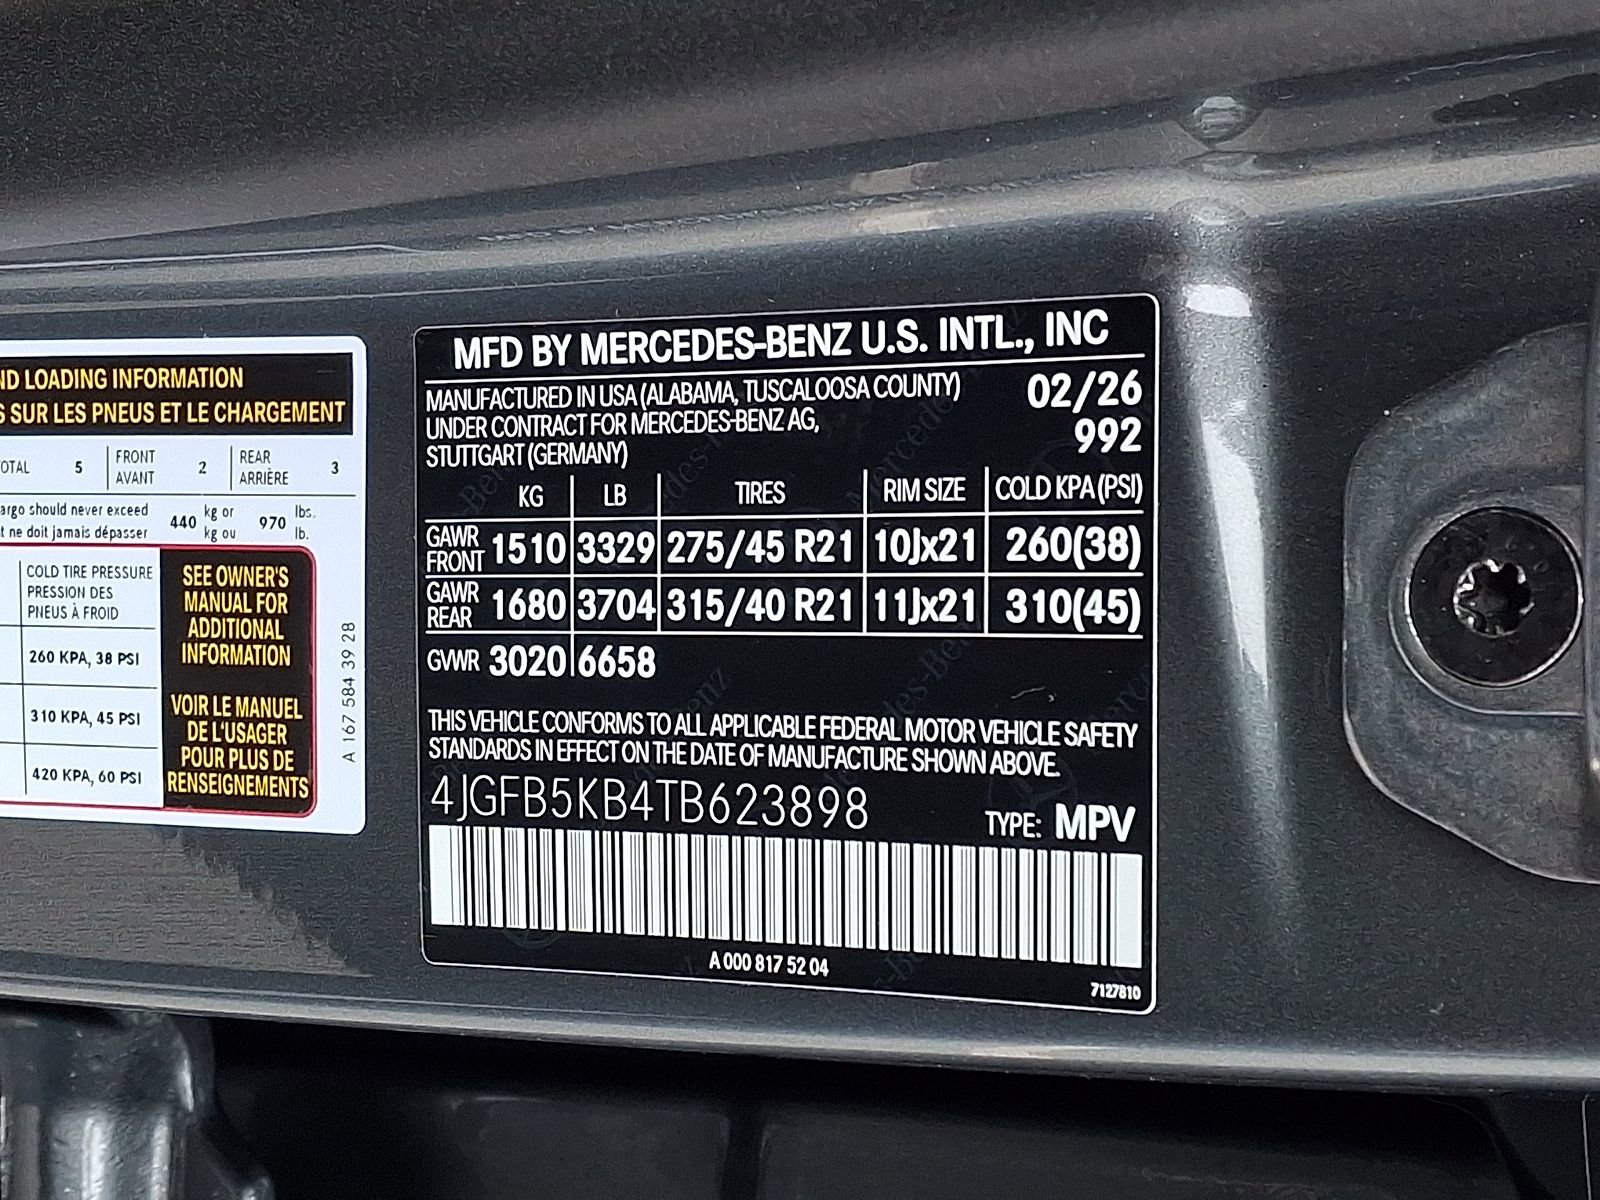 ND LOADING INFORMATION
S SUR LES PNEUS ET LE CHARGEMENT
OTAL 5 FRONT AVANT 2 REAR ARRIÈRE 3
argo should never exceed 440 kg or 970 lbs.
t ne doit jamais dépasser kg ou lb.
COLD TIRE PRESSURE
PRESSION DES
PNEUS À FROID
260 KPA, 38 PSI
310 KPA, 45 PSI
420 KPA, 60 PSI
SEE OWNER'S
MANUAL FOR
ADDITIONAL
INFORMATION
VOIR LE MANUEL
DE L'USAGER
POUR PLUS DE
RENSEIGNEMENTS
A 167 584 39 28
MFD BY MERCEDES-BENZ U.S. INTL., INC
MANUFACTURED IN USA (ALABAMA, TUSCALOOSA COUNTY) 02/26
UNDER CONTRACT FOR MERCEDES-BENZ AG, 992
STUTTGART (GERMANY)
KG LB TIRES RIM SIZE COLD KPA (PSI)
GAWR FRONT 1510 3329 275/45 R21 10Jx21 260(38)
GAWR REAR 1680 3704 315/40 R21 11Jx21 310(45)
GVWR 3020 6658
THIS VEHICLE CONFORMS TO ALL APPLICABLE FEDERAL MOTOR VEHICLE SAFETY
STANDARDS IN EFFECT ON THE DATE OF MANUFACTURE SHOWN ABOVE.
4JGFB5KB4TB623898 TYPE: MPV
A 000 817 52 04
7127810